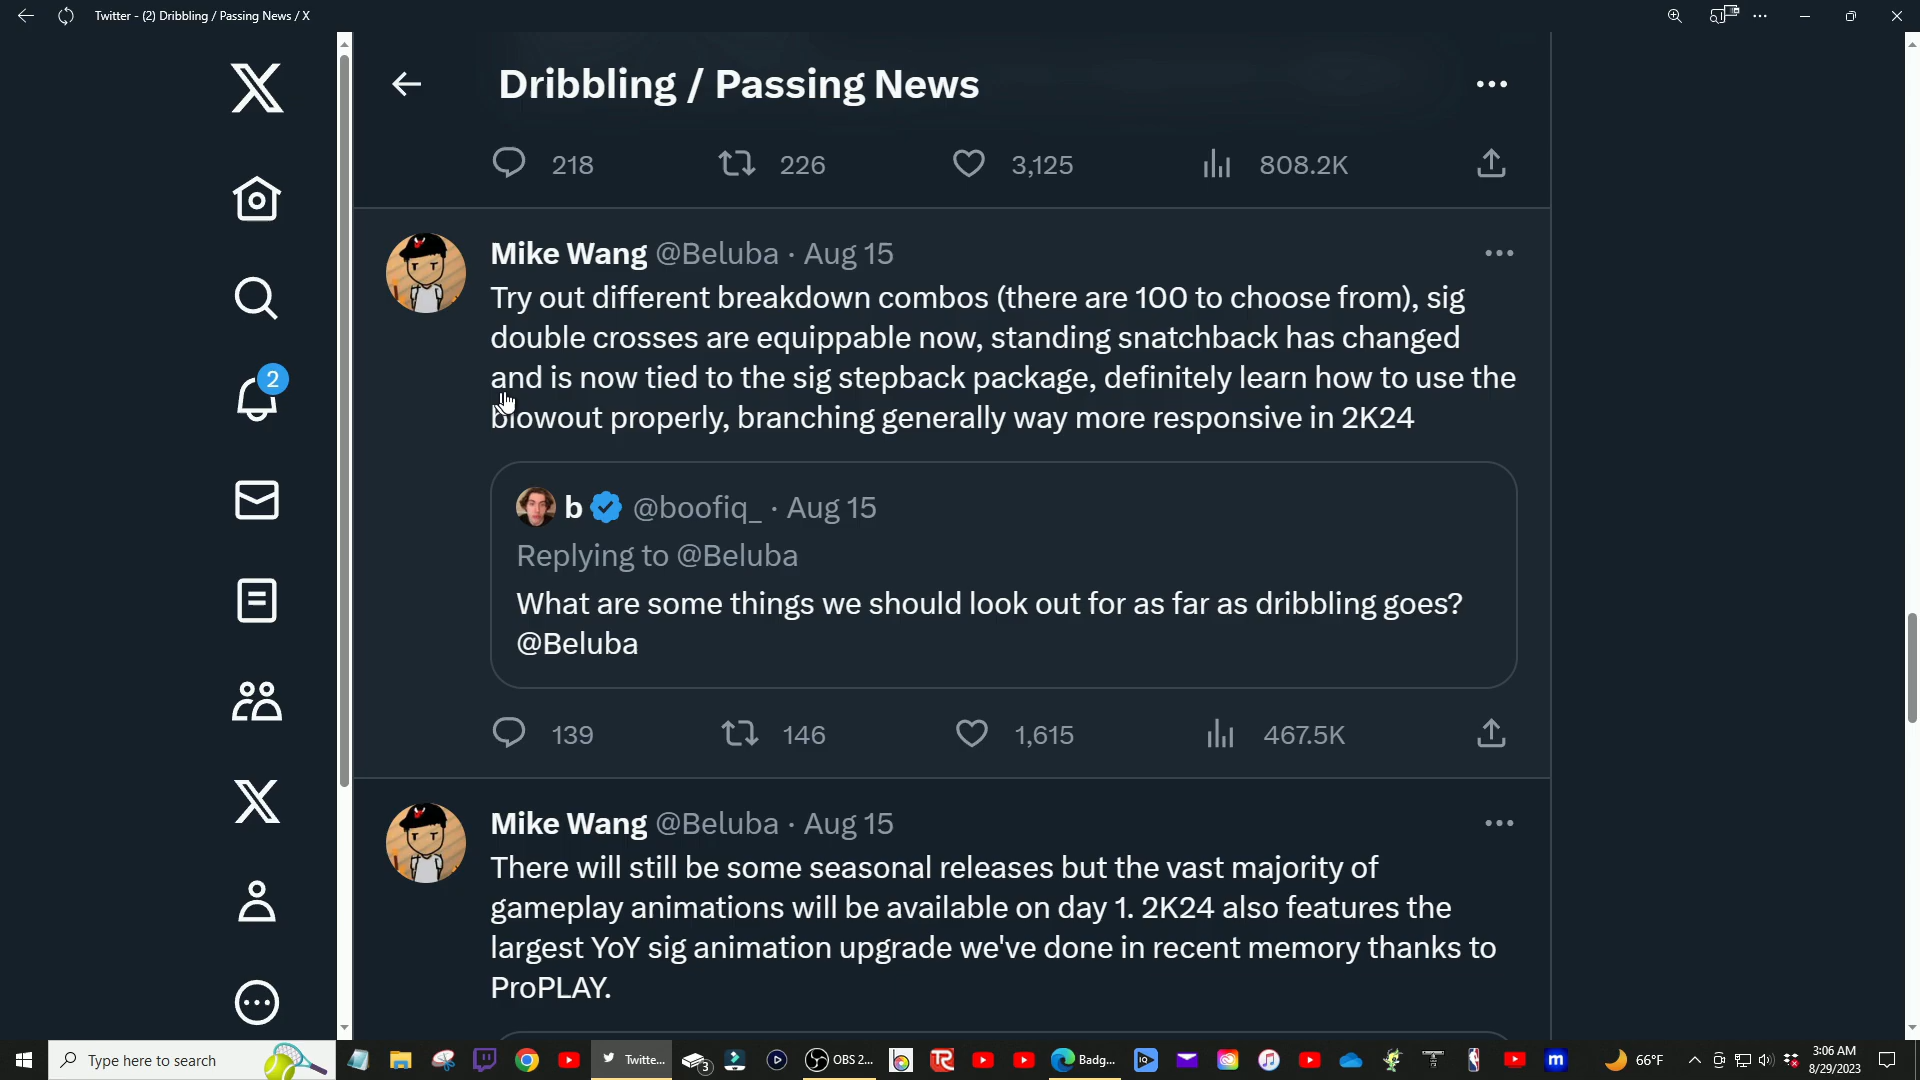 Twitter - (2) Dribbling / Passing News / X
Dribbling / Passing News
218 226 3,125 808.2K
Mike Wang @Beluba · Aug 15
Try out different breakdown combos (there are 100 to choose from), sig
double crosses are equippable now, standing snatchback has changed
and is now tied to the sig stepback package, definitely learn how to use the
blowout properly, branching generally way more responsive in 2K24
2
b @boofiq_ · Aug 15
Replying to @Beluba
What are some things we should look out for as far as dribbling goes?
@Beluba
139 146 1,615 467.5K
Mike Wang @Beluba · Aug 15
There will still be some seasonal releases but the vast majority of
gameplay animations will be available on day 1. 2K24 also features the
largest YoY sig animation upgrade we've done in recent memory thanks to
ProPLAY.
Type here to search Twitte... 3 OBS 2... TR Badg... IQ m 66°F 3:06 AM
8/29/2023